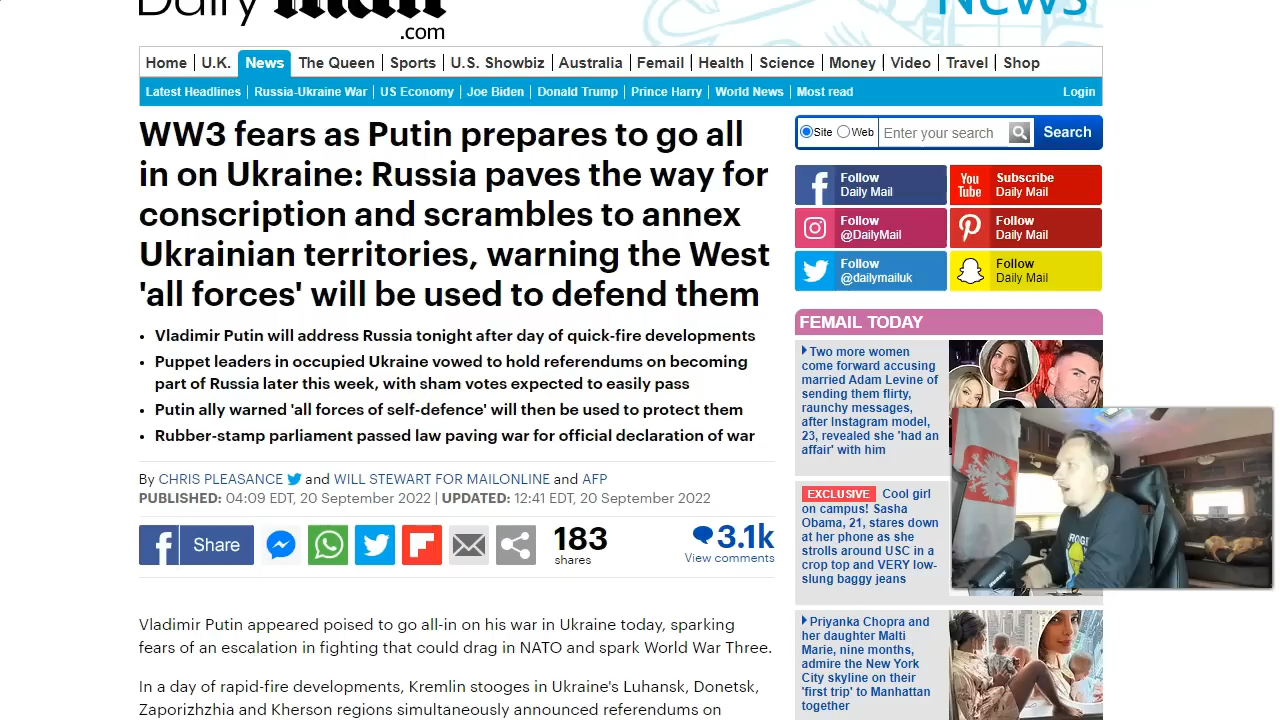 Daily Mail
.com
News
Home U.K. News The Queen Sports U.S. Showbiz Australia Femail Health Science Money Video Travel Shop
Latest Headlines Russia-Ukraine War US Economy Joe Biden Donald Trump Prince Harry World News Most read Login
WW3 fears as Putin prepares to go all
in on Ukraine: Russia paves the way for
conscription and scrambles to annex
Ukrainian territories, warning the West
'all forces' will be used to defend them
• Vladimir Putin will address Russia tonight after day of quick-fire developments
• Puppet leaders in occupied Ukraine vowed to hold referendums on becoming
part of Russia later this week, with sham votes expected to easily pass
• Putin ally warned 'all forces of self-defence' will then be used to protect them
• Rubber-stamp parliament passed law paving war for official declaration of war
By CHRIS PLEASANCE and WILL STEWART FOR MAILONLINE and AFP
PUBLISHED: 04:09 EDT, 20 September 2022 | UPDATED: 12:41 EDT, 20 September 2022
Share
183
shares
3.1k
View comments
Vladimir Putin appeared poised to go all-in on his war in Ukraine today, sparking
fears of an escalation in fighting that could drag in NATO and spark World War Three.
In a day of rapid-fire developments, Kremlin stooges in Ukraine's Luhansk, Donetsk,
Zaporizhzhia and Kherson regions simultaneously announced referendums on
Site Web Enter your search Search
Follow
Daily Mail
You
Tube
Subscribe
Daily Mail
Follow
@DailyMail
Follow
Daily Mail
Follow
@dailymailuk
Follow
Daily Mail
FEMAIL TODAY
Two more women
come forward accusing
married Adam Levine of
sending them flirty,
raunchy messages,
after Instagram model,
23, revealed she 'had an
affair' with him
EXCLUSIVE Cool girl
on campus! Sasha
Obama, 21, stares down
at her phone as she
strolls around USC in a
crop top and VERY low-
slung baggy jeans
Priyanka Chopra and
her daughter Malti
Marie, nine months,
admire the New York
City skyline on their
'first trip' to Manhattan
together